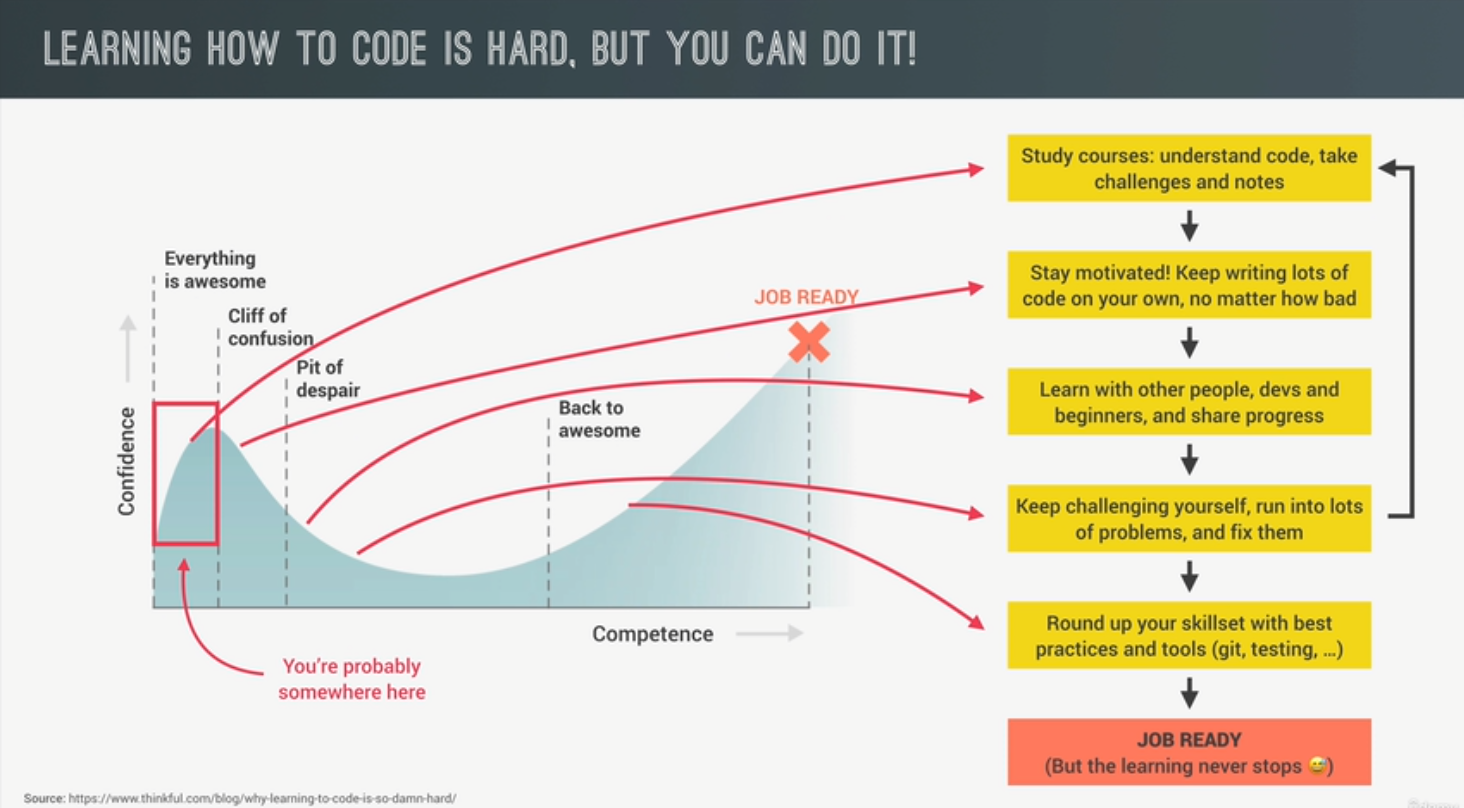 LEARNING HOW TO CODE IS HARD, BUT YOU CAN DO IT!
Everything
is awesome
Cliff of
confusion
Pit of
despair
Back to
awesome
JOB READY
Confidence
Competence
You're probably
somewhere here
Study courses: understand code, take
challenges and notes
Stay motivated! Keep writing lots of
code on your own, no matter how bad
Learn with other people, devs and
beginners, and share progress
Keep challenging yourself, run into lots
of problems, and fix them
Round up your skillset with best
practices and tools (git, testing, …)
JOB READY
(But the learning never stops 😅)
Source: https://www.thinkful.com/blog/why-learning-to-code-is-so-damn-hard/